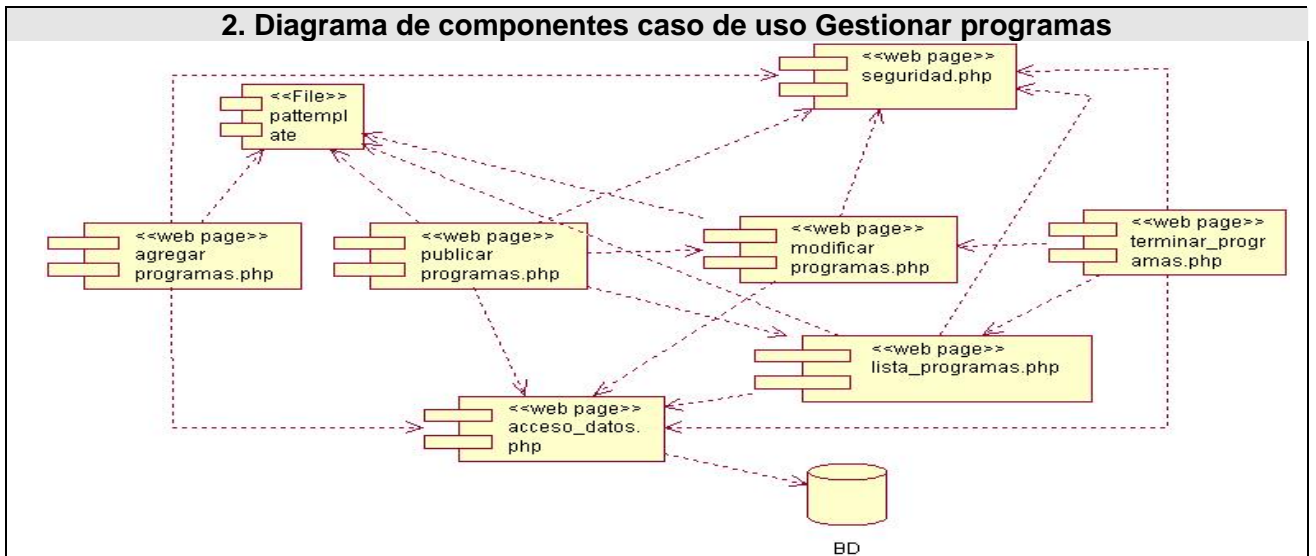 2. Diagrama de componentes caso de uso Gestionar programas
<<web page>>
seguridad.php
<<File>>
pattempl
ate
<<web page>>
agregar
programas.php
<<web page>>
publicar
programas.php
<<web page>>
modificar
programas.php
<<web page>>
terminar_progr
amas.php
<<web page>>
lista_programas.php
<<web page>>
acceso_datos.
php
BD